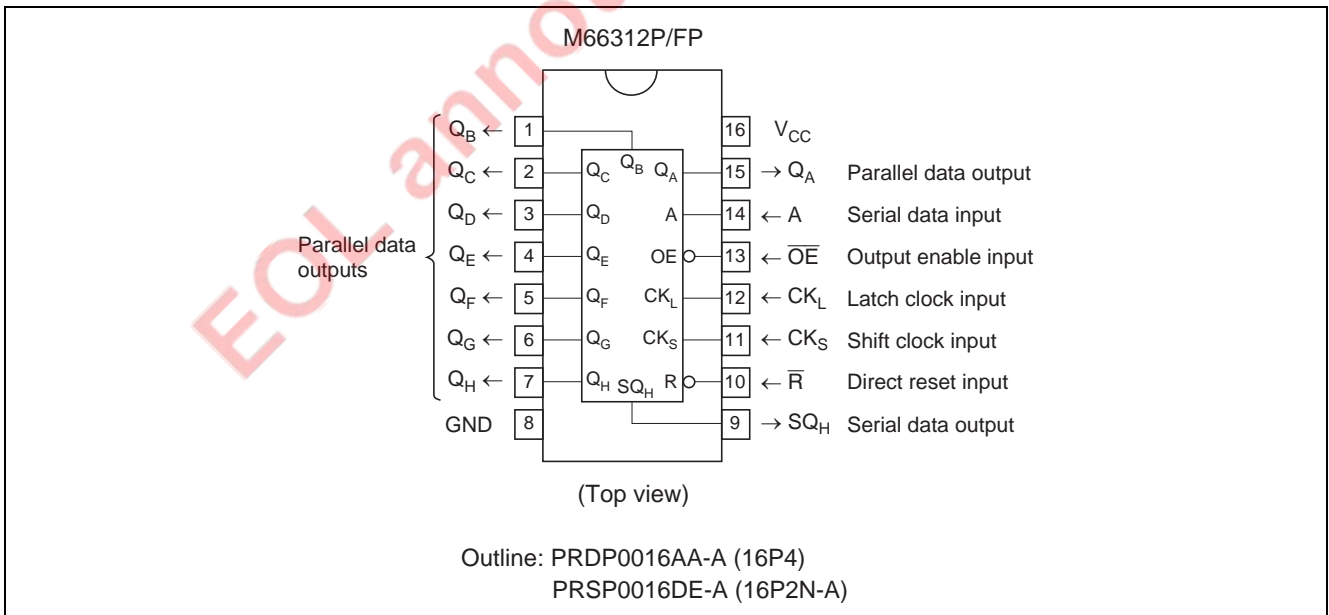 M66312P/FP
Q_B ← 1
Q_C ← 2
Q_D ← 3
Q_E ← 4
Q_F ← 5
Q_G ← 6
Q_H ← 7
GND 8
Parallel data
outputs
Q_B
Q_C Q_A
Q_D A
Q_E OE
Q_F CK_L
Q_G CK_S
Q_H SQ_H R
16 V_CC
15 → Q_A Parallel data output
14 ← A Serial data input
13 ← O̅E̅ Output enable input
12 ← CK_L Latch clock input
11 ← CK_S Shift clock input
10 ← R̅ Direct reset input
9 → SQ_H Serial data output
(Top view)
Outline: PRDP0016AA-A (16P4)
PRSP0016DE-A (16P2N-A)